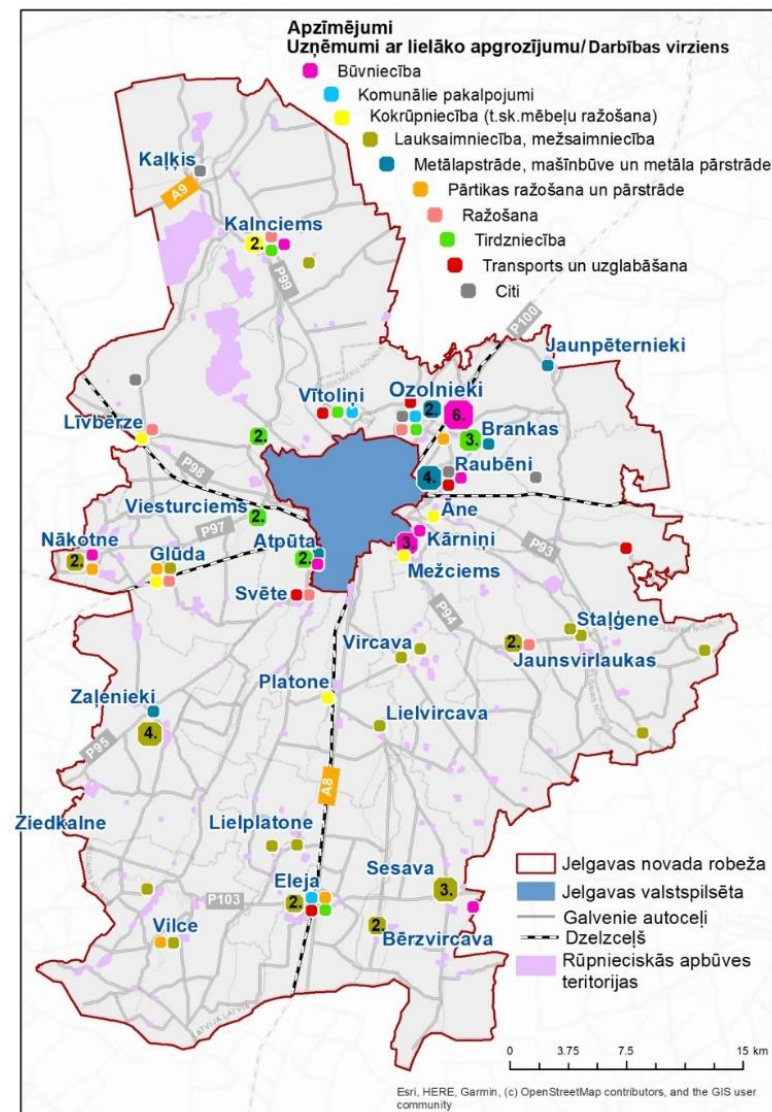 Apzīmējumi
Uzņēmumi ar lielāko apgrozījumu/ Darbības virziens
Būvniecība
Komunālie pakalpojumi
Kokrūpniecība (t.sk.mēbeļu ražošana)
Lauksaimniecība, mežsaimniecība
Metālapstrāde, mašīnbūve un metāla pārstrāde
Pārtikas ražošana un pārstrāde
Ražošana
Tirdzniecība
Transports un uzglabāšana
Citi
Kaļķis
A9
Kalnciems
2.
P99
P100
Jaunpēternieki
Vītoliņi
Ozolnieki
2.
6.
Līvbērze
2.
3.
Brankas
P98
4.
Raubēni
Viesturciems
2.
Āne
P97
Nākotne
2.
Glūda
Atpūta
2.
3.
Kārniņi
P93
Mežciems
Svēte
P94
Staļģene
Vircava
2.
Jaunsvirlaukas
Platone
Zaļenieki
4.
Lielvircava
P95
A8
Ziedkalne
Lielplatone
Sesava
Eleja
3.
P103
2.
Vilce
2.
Bērzvircava
ATVIJA LATVI
Jelgavas novada robeža
Jelgavas valstspilsēta
Galvenie autoceļi
Dzelzceļš
Rūpnieciskās apbūves
teritorijas
0 3.75 7.5 15 km
Esri, HERE, Garmin, (c) OpenStreetMap contributors, and the GIS user
community